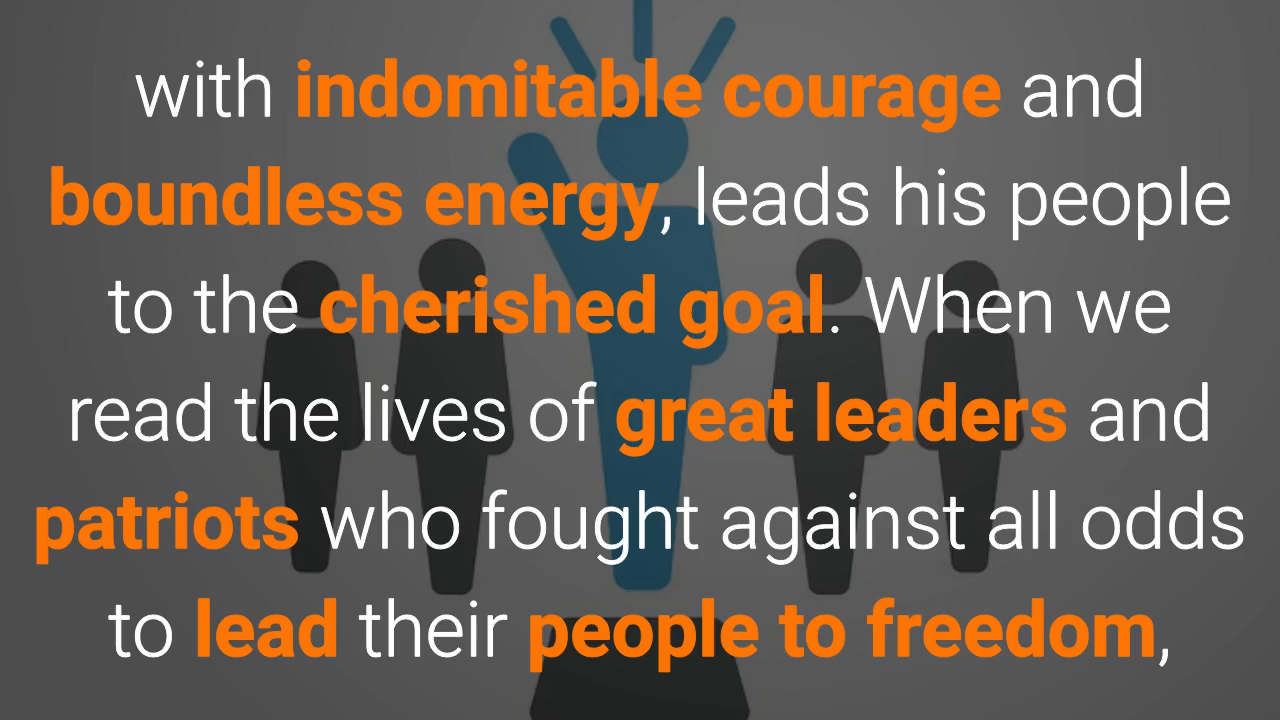 with indomitable courage and
boundless energy, leads his people
to the cherished goal. When we
read the lives of great leaders and
patriots who fought against all odds
to lead their people to freedom,